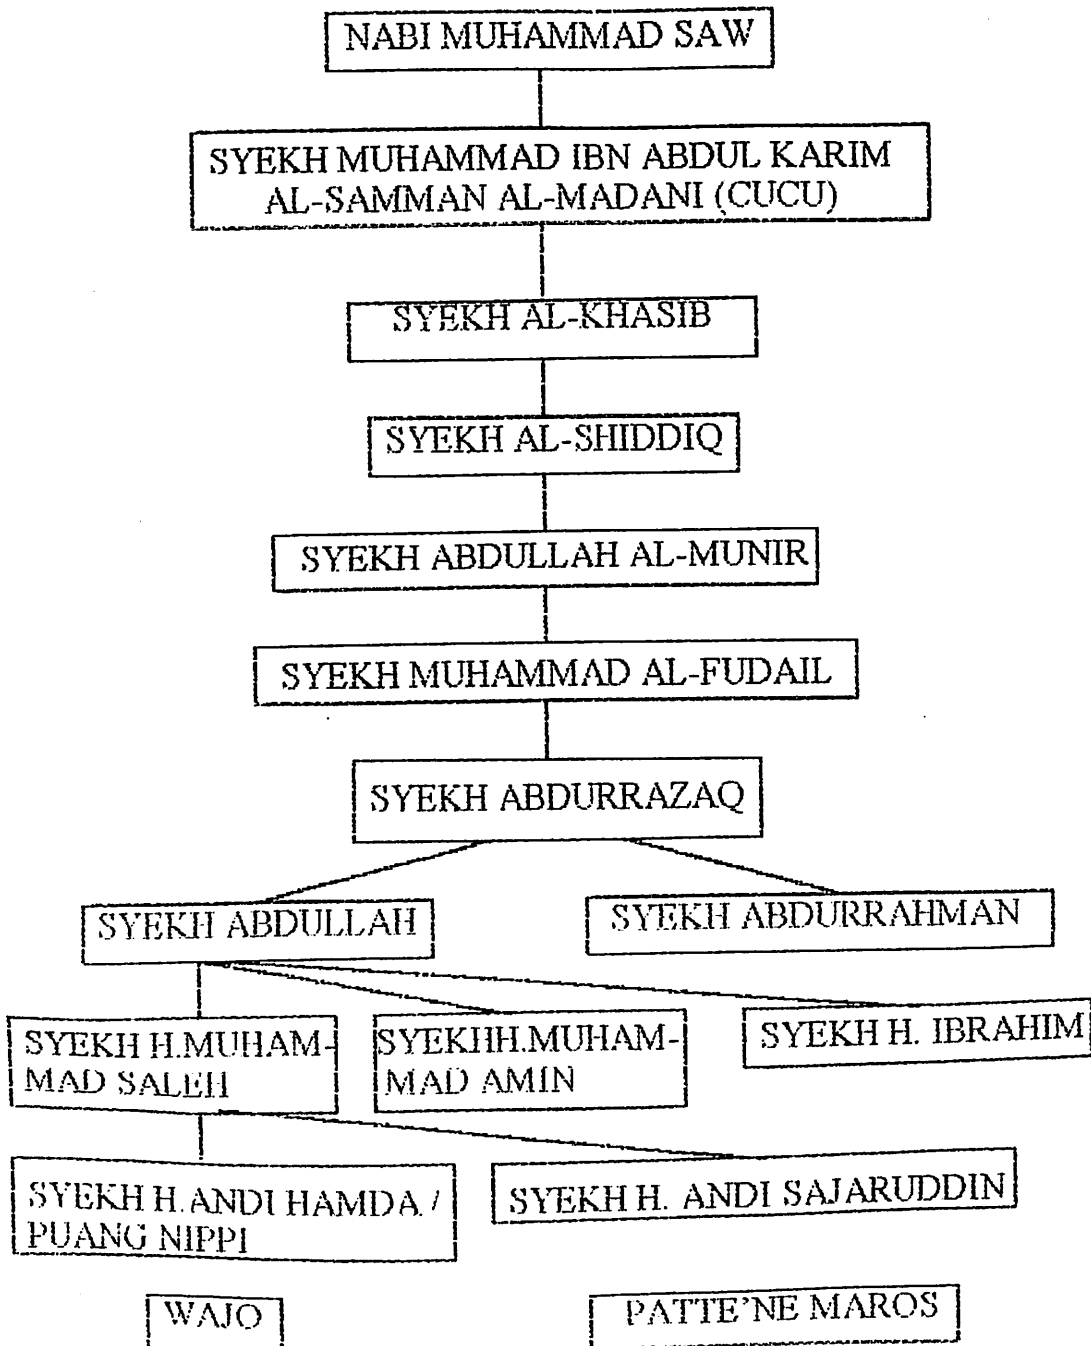 NABI MUHAMMAD SAW
SYEKH MUHAMMAD IBN ABDUL KARIM
AL-SAMMAN AL-MADANI (CUCU)
SYEKH AL-KHASIB
SYEKH AL-SHIDDIQ
SYEKH ABDULLAH AL-MUNIR
SYEKH MUHAMMAD AL-FUDAIL
SYEKH ABDURRAZAQ
SYEKH ABDULLAH
SYEKH ABDURRAHMAN
SYEKH H.MUHAM-
MAD SALEH
SYEKHH.MUHAM-
MAD AMIN
SYEKH H. IBRAHIM
SYEKH H.ANDI HAMDA /
PUANG NIPPI
SYEKH H. ANDI SAJARUDDIN
WAJO
PATTE'NE MAROS